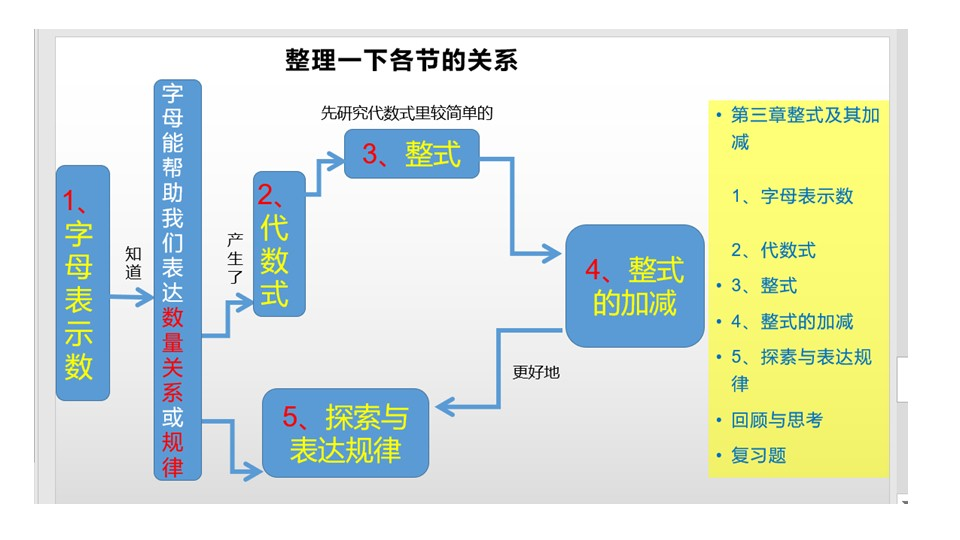 整理一下各节的关系
1、字母表示数
知道
字母能帮助我们表达数量关系或规律
产生了
2、代数式
先研究代数式里较简单的
3、整式
4、整式
的加减
更好地
5、探索与
表达规律
• 第三章整式及其加
减
1、字母表示数
2、代数式
• 3、整式
• 4、整式的加减
• 5、探素与表达规
律
• 回顾与思考
• 复习题